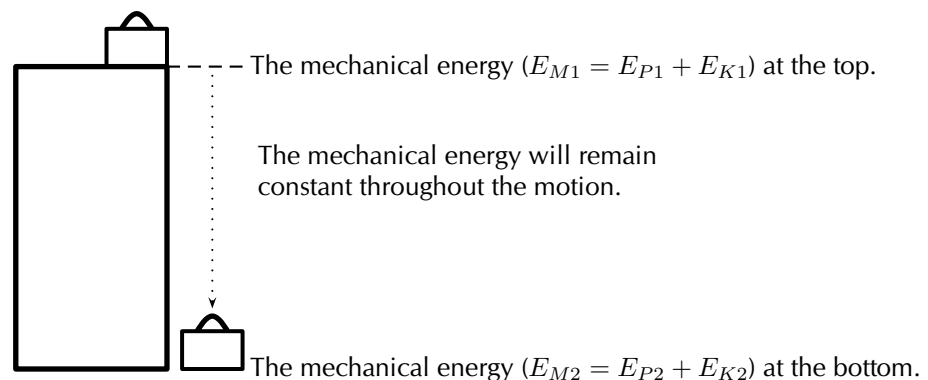 The mechanical energy (E_{M1} = E_{P1} + E_{K1}) at the top.
The mechanical energy will remain
constant throughout the motion.
The mechanical energy (E_{M2} = E_{P2} + E_{K2}) at the bottom.